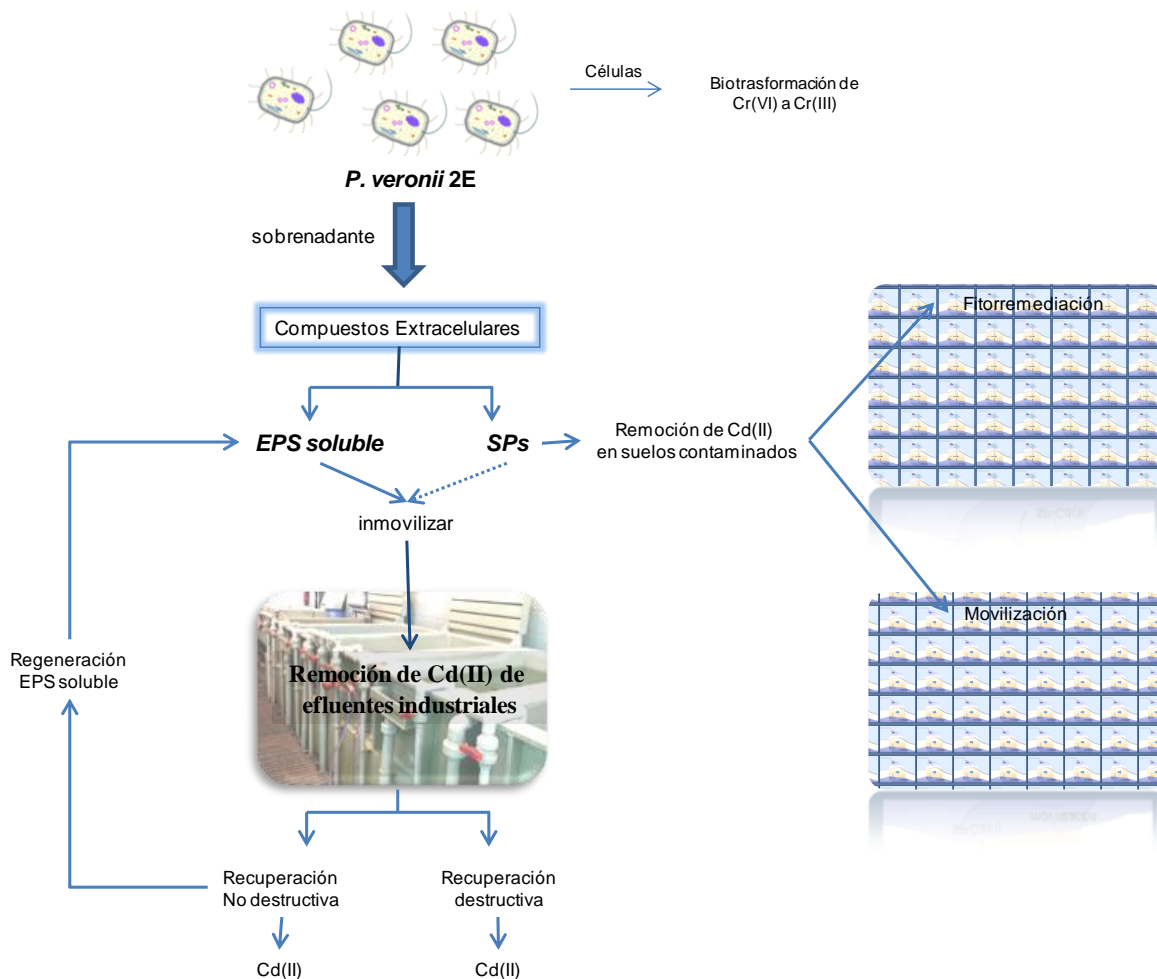 Células
Biotrasformación de
Cr(VI) a Cr(III)
P. veronii 2E
sobrenadante
Compuestos Extracelulares
Fitorremediación
EPS soluble
SPs
Remoción de Cd(II)
en suelos contaminados
inmovilizar
Movilización
Regeneración
EPS soluble
Remoción de Cd(II) de
efluentes industriales
Recuperación
No destructiva
Recuperación
destructiva
Cd(II)
Cd(II)